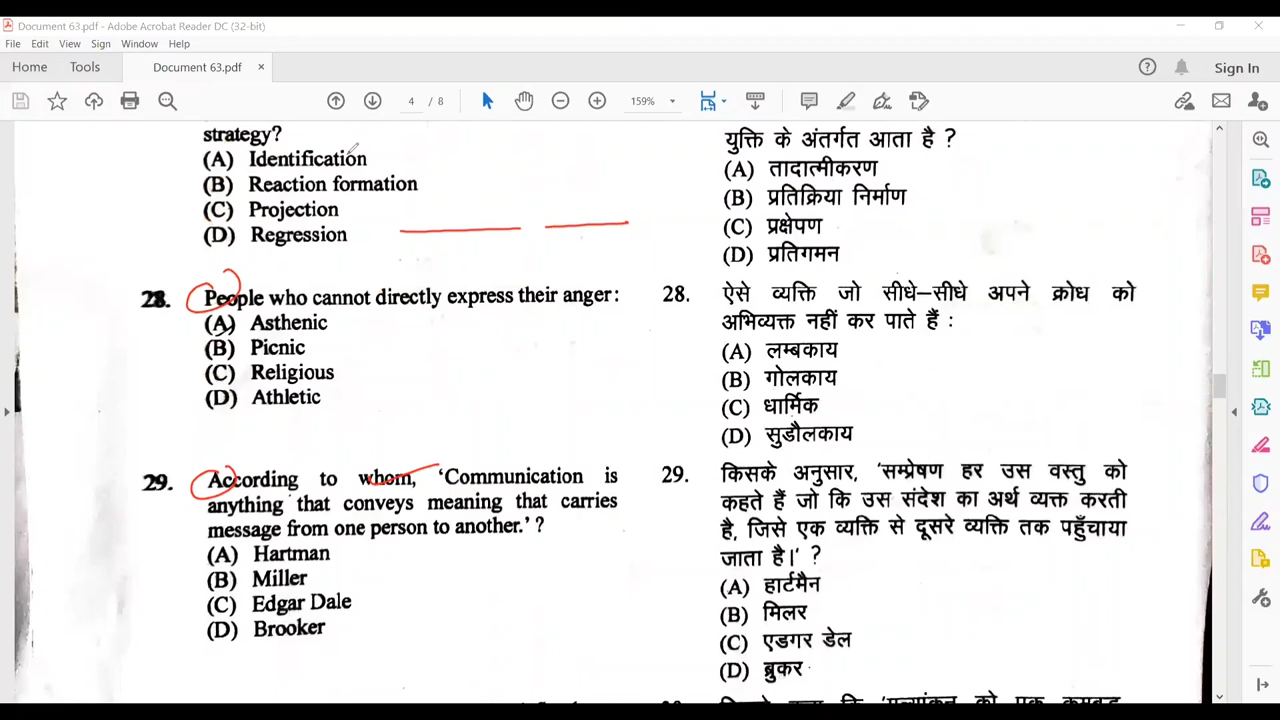 Document 63.pdf - Adobe Acrobat Reader DC (32-bit)
File Edit View Sign Window Help
Home Tools Document 63.pdf × Sign In
4 / 8 159%
strategy?
(A) Identification
(B) Reaction formation
(C) Projection
(D) Regression
28. People who cannot directly express their anger:
(A) Asthenic
(B) Picnic
(C) Religious
(D) Athletic
29. According to whom, 'Communication is
anything that conveys meaning that carries
message from one person to another.' ?
(A) Hartman
(B) Miller
(C) Edgar Dale
(D) Brooker
युक्ति के अंतर्गत आता है ?
(A) तादात्मीकरण
(B) प्रतिक्रिया निर्माण
(C) प्रक्षेपण
(D) प्रतिगमन
28. ऐसे व्यक्ति जो सीधे–सीधे अपने क्रोध को
अभिव्यक्त नहीं कर पाते हैं :
(A) लम्बकाय
(B) गोलकाय
(C) धार्मिक
(D) सुडौलकाय
29. किसके अनुसार, 'सम्प्रेषण हर उस वस्तु को
कहते हैं जो कि उस संदेश का अर्थ व्यक्त करती
है, जिसे एक व्यक्ति से दूसरे व्यक्ति तक पहुँचाया
जाता है।' ?
(A) हार्टमैन
(B) मिलर
(C) एडगर डेल
(D) ब्रुकर